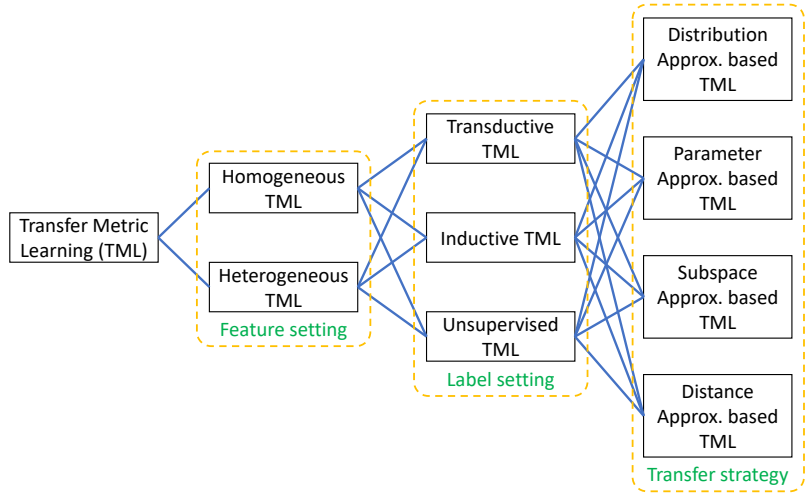 Transfer Metric
Learning (TML)
Homogeneous
TML
Heterogeneous
TML
Feature setting
Transductive
TML
Inductive TML
Unsupervised
TML
Label setting
Distribution
Approx. based
TML
Parameter
Approx. based
TML
Subspace
Approx. based
TML
Distance
Approx. based
TML
Transfer strategy